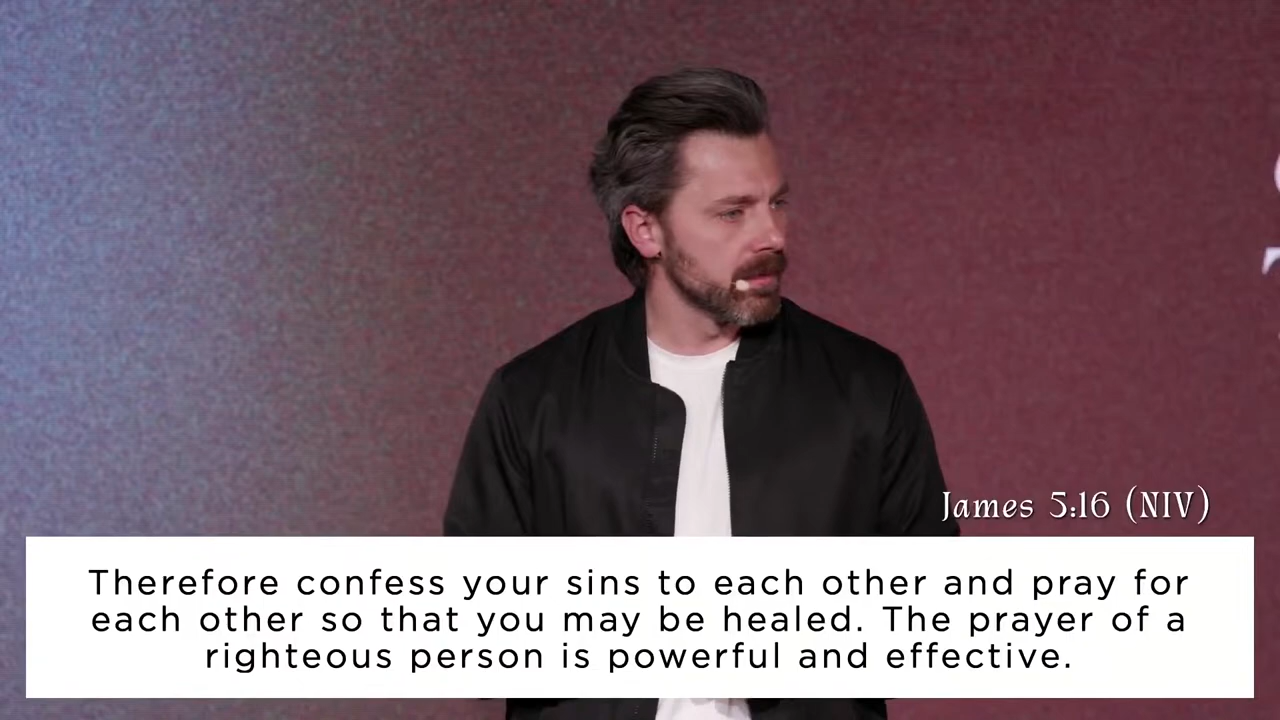 James 5:16 (NIV)
Therefore confess your sins to each other and pray for
each other so that you may be healed. The prayer of a
righteous person is powerful and effective.